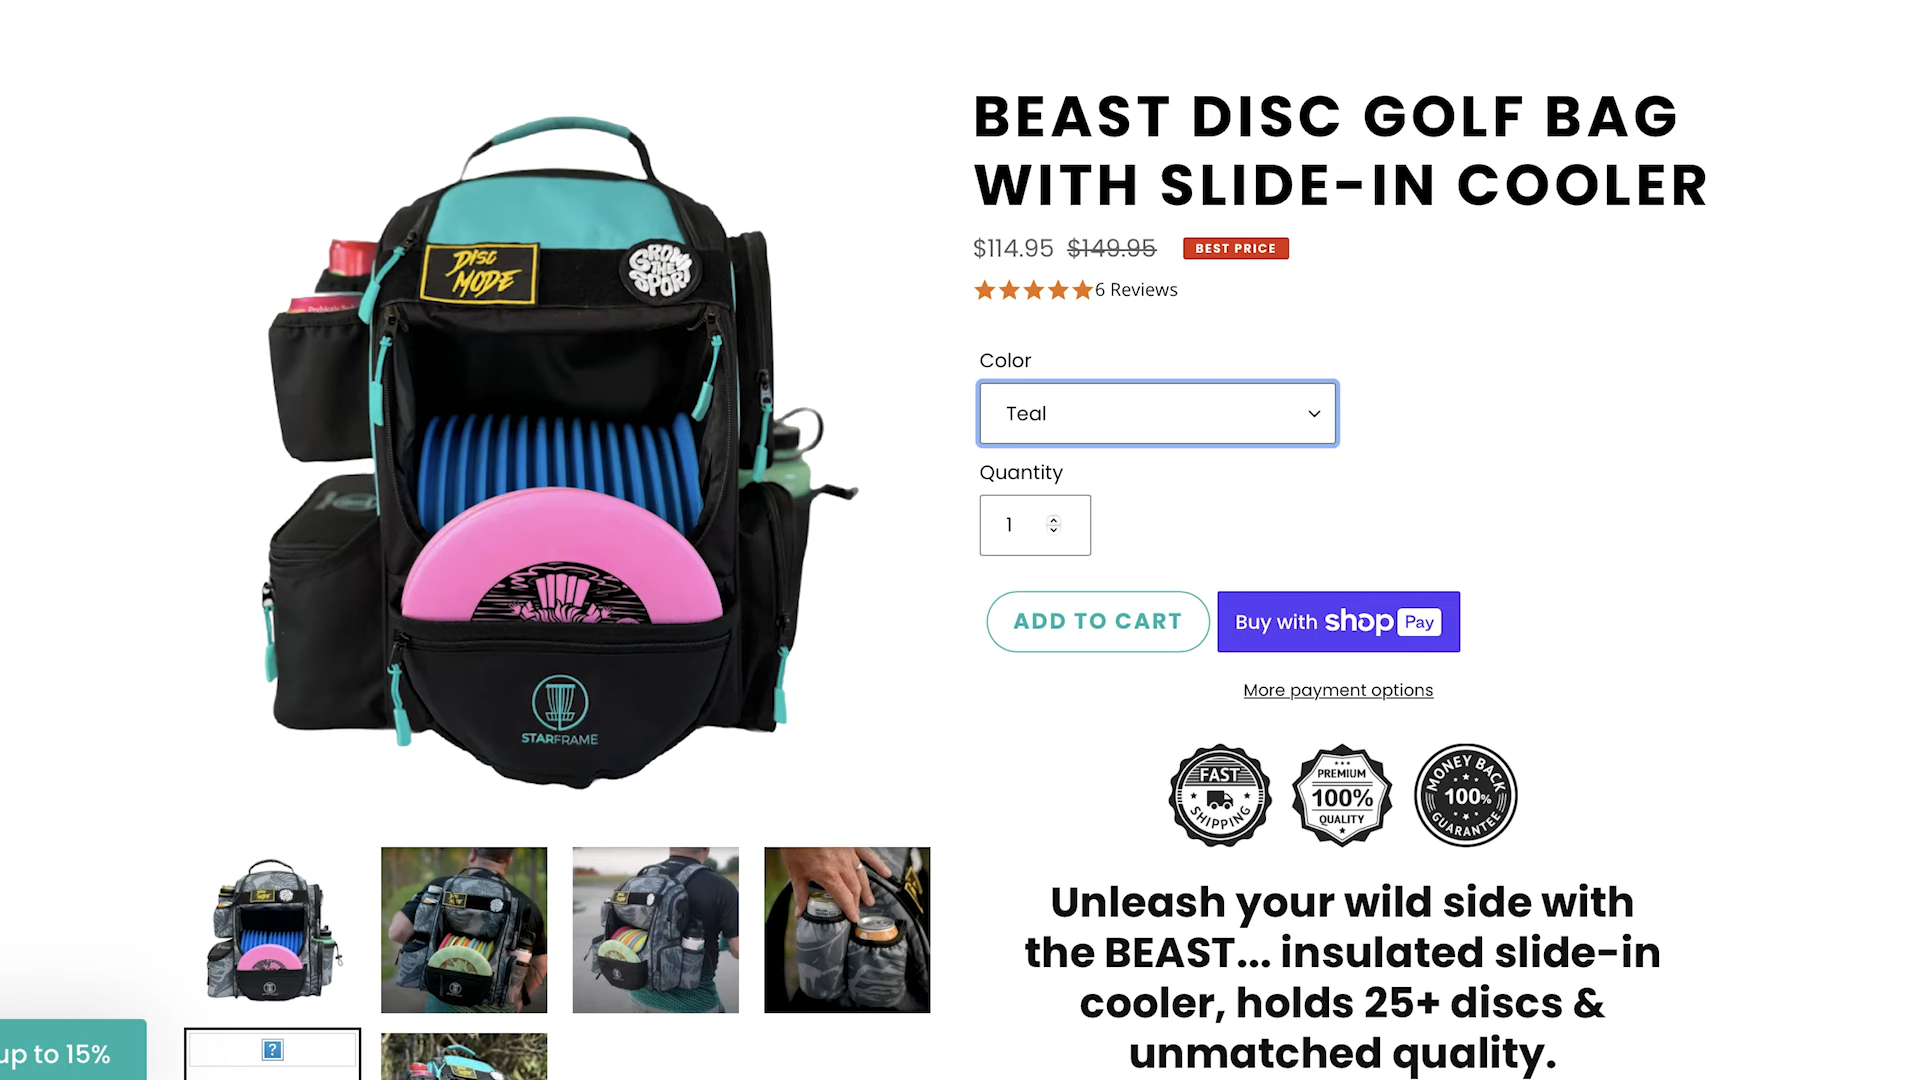 BEAST DISC GOLF BAG
WITH SLIDE-IN COOLER
$114.95 $149.95 BEST PRICE
6 Reviews
Color
Teal
Quantity
1
ADD TO CART
Buy with shop Pay
More payment options
FAST
SHIPPING
PREMIUM
100%
QUALITY
MONEY BACK
100%
GUARANTEE
Unleash your wild side with
the BEAST... insulated slide-in
cooler, holds 25+ discs &
unmatched quality.
DISC
MODE
GROW
THE
SPORT
STARFRAME
up to 15%
?